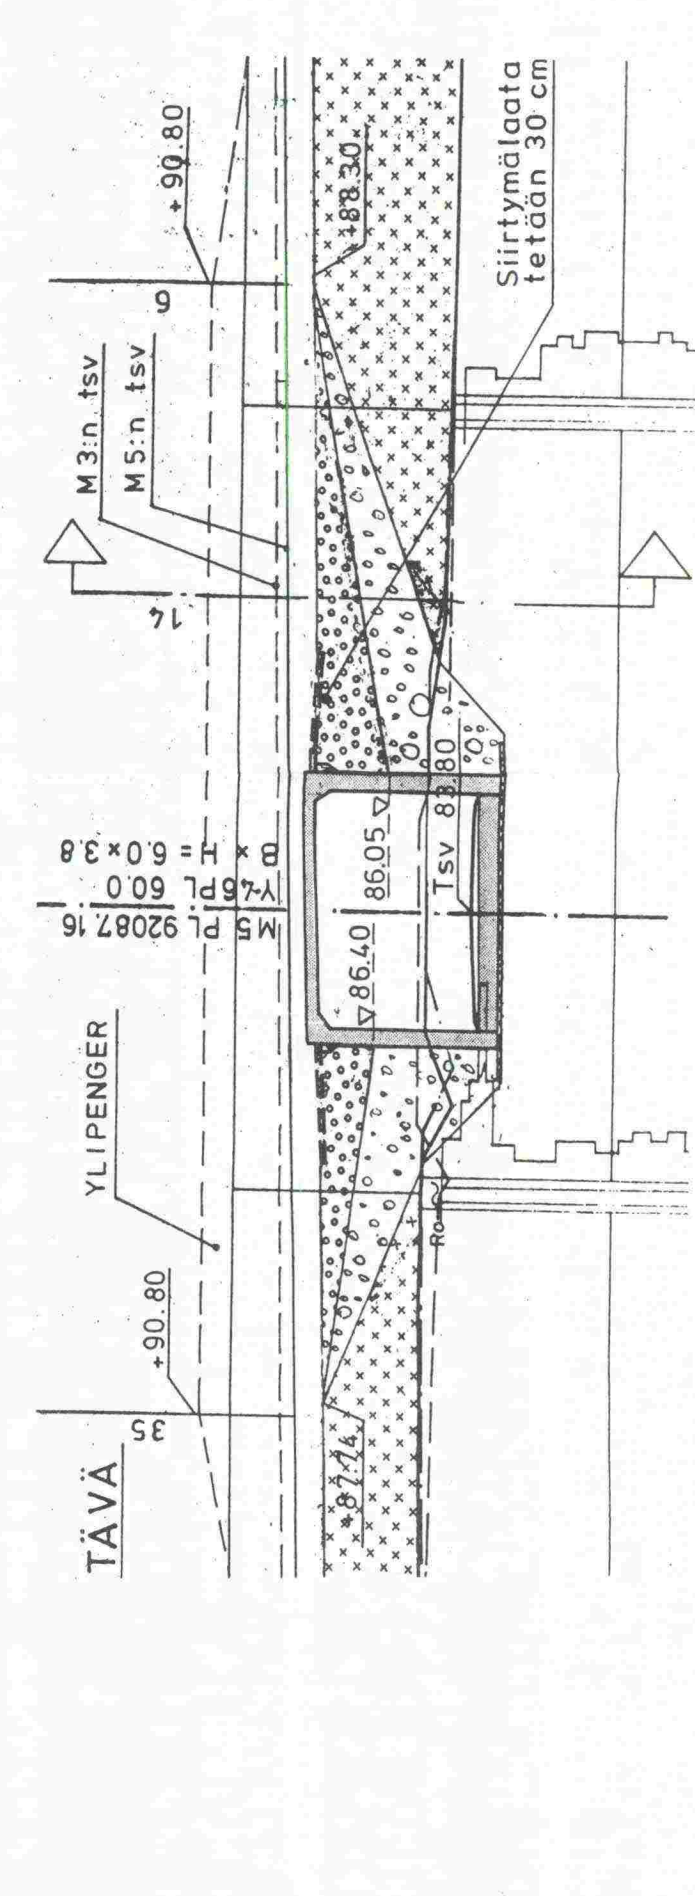 + 90.80
+88.30
Siirtymälaata
tetään 30 cm
6
M3:n tsv
M5:n tsv
14
M5 PL 92087.16
Y-46PL 60.0
B x H = 6.0 x 3.8
86.05
Tsv 83.80
86.40
YLIPENGER
Ro
+90.80
35
+87.74
TÄVÄ